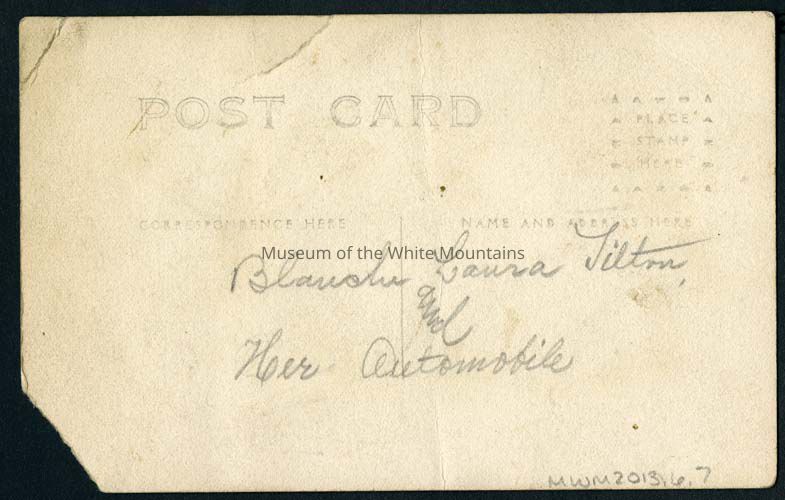 POST CARD
PLACE
STAMP
HERE
CORRESPONDENCE HERE
NAME AND ADDRESS HERE
Museum of the White Mountains
Blanche Laura Tilton,
and
Her Automobile
MWM2013.6.7